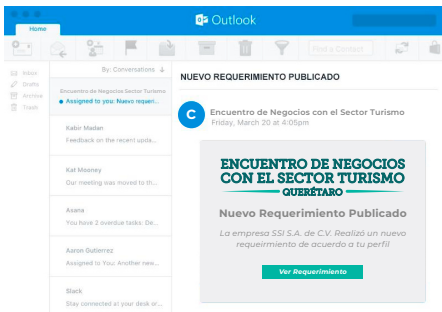 Outlook
Home
Find a Contact
Inbox
Drafts
Archive
Trash
By: Conversations
Encuentro de Negocios Sector Turismo
Assigned to you: Nuevo requeri...
Kabir Madan
Feedback on the recent upda...
Kat Mooney
Our meeting was moved to th...
Asana
You have 2 overdue tasks: De...
Aaron Gutierrez
Assigned to You: Another new...
Slack
Stay connected at your desk or...
NUEVO REQUERIMIENTO PUBLICADO
C
Encuentro de Negocios con el Sector Turismo
Friday, March 20 at 4:05pm
ENCUENTRO DE NEGOCIOS
CON EL SECTOR TURISMO
QUERÉTARO
Nuevo Requerimiento Publicado
La empresa SSI S.A. de C.V. Realizó un nuevo
requeirmiento de acuerdo a tu perfil
Ver Requerimiento